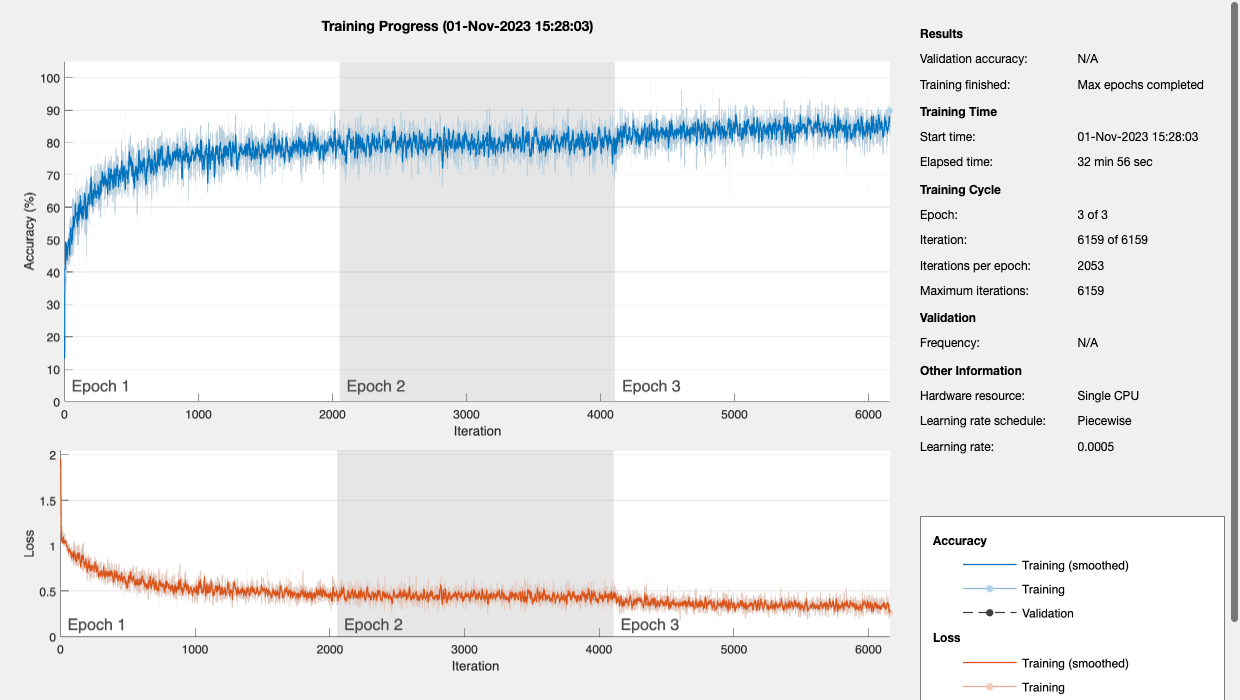 Training Progress (01-Nov-2023 15:28:03)
100
90
80
70
60
50
40
30
20
10
0
Accuracy (%)
Epoch 1
Epoch 2
Epoch 3
0 1000 2000 3000 4000 5000 6000
Iteration
2
1.5
1
0.5
0
Loss
Epoch 1
Epoch 2
Epoch 3
0 1000 2000 3000 4000 5000 6000
Iteration
Results
Validation accuracy: N/A
Training finished: Max epochs completed
Training Time
Start time: 01-Nov-2023 15:28:03
Elapsed time: 32 min 56 sec
Training Cycle
Epoch: 3 of 3
Iteration: 6159 of 6159
Iterations per epoch: 2053
Maximum iterations: 6159
Validation
Frequency: N/A
Other Information
Hardware resource: Single CPU
Learning rate schedule: Piecewise
Learning rate: 0.0005
Accuracy
Training (smoothed)
Training
Validation
Loss
Training (smoothed)
Training